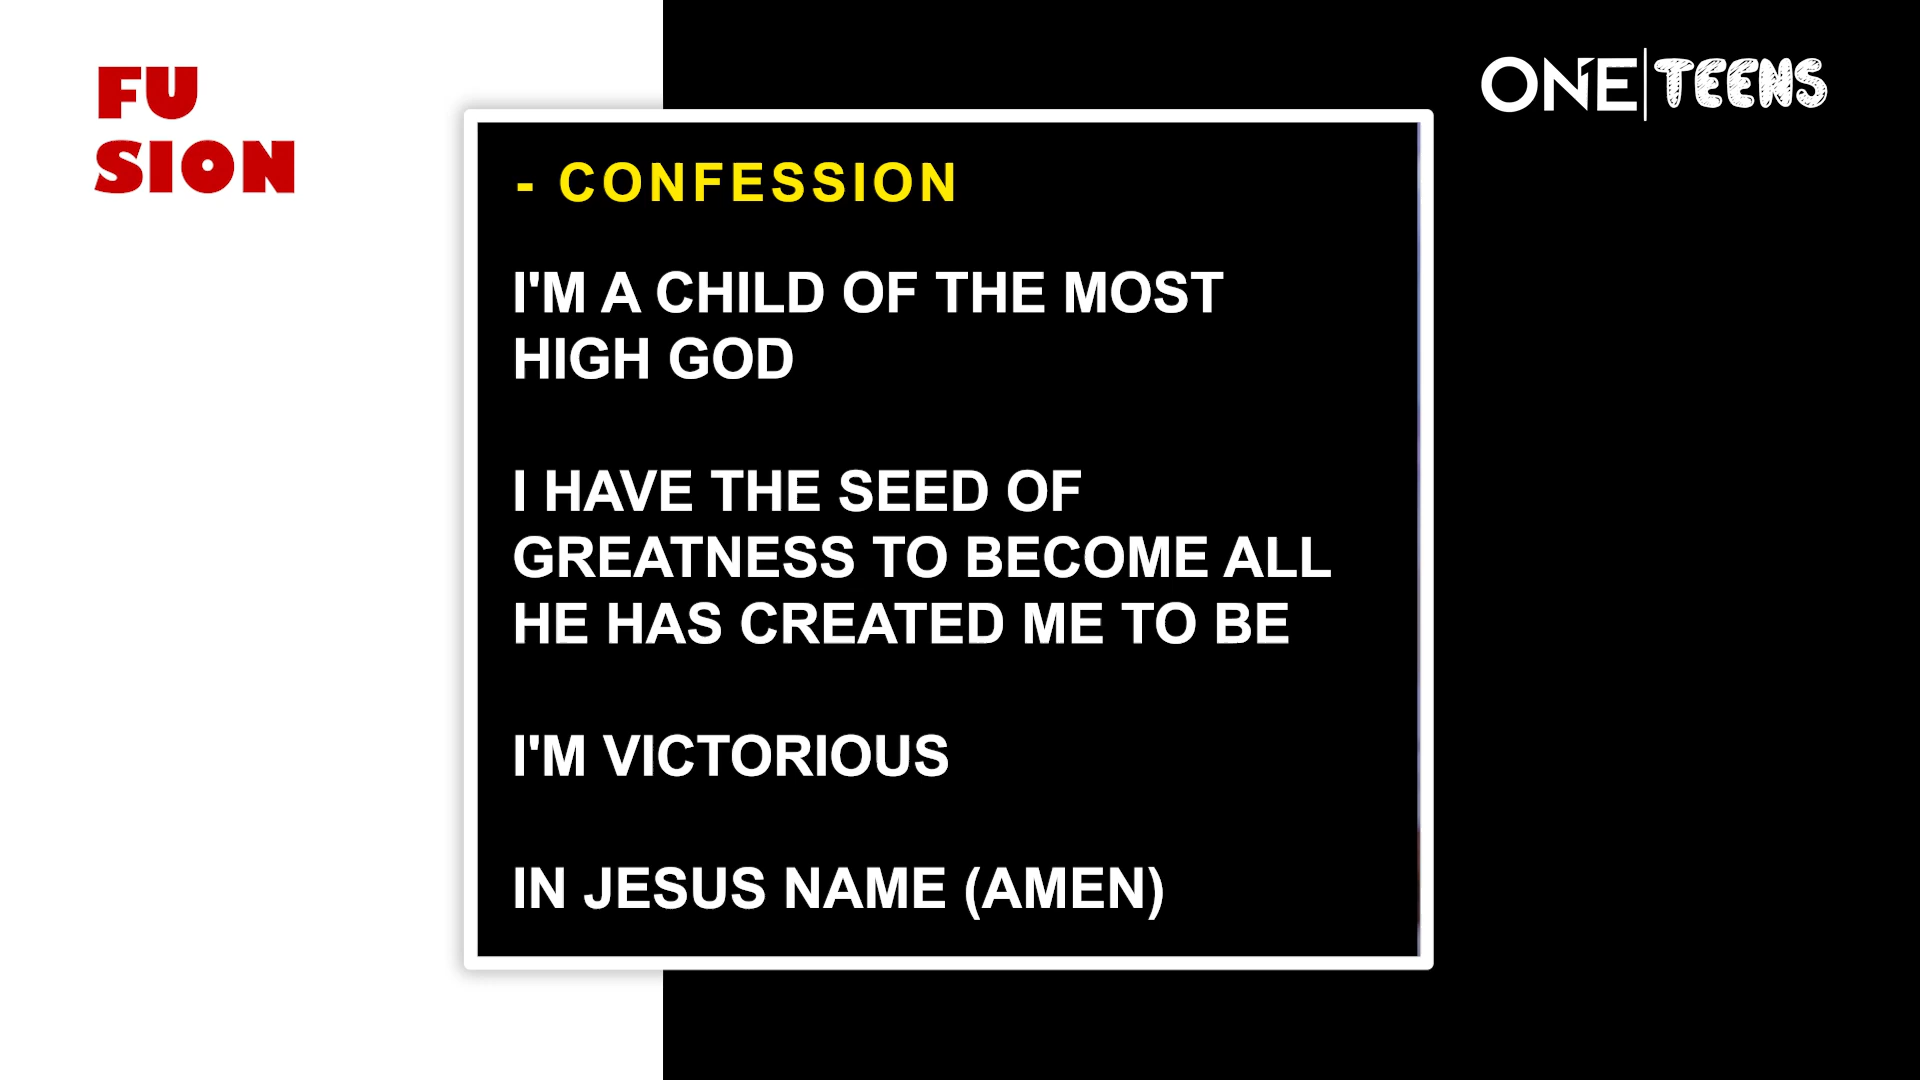 FU
SION
ONE|TEENS
- CONFESSION
I'M A CHILD OF THE MOST
HIGH GOD
I HAVE THE SEED OF
GREATNESS TO BECOME ALL
HE HAS CREATED ME TO BE
I'M VICTORIOUS
IN JESUS NAME (AMEN)